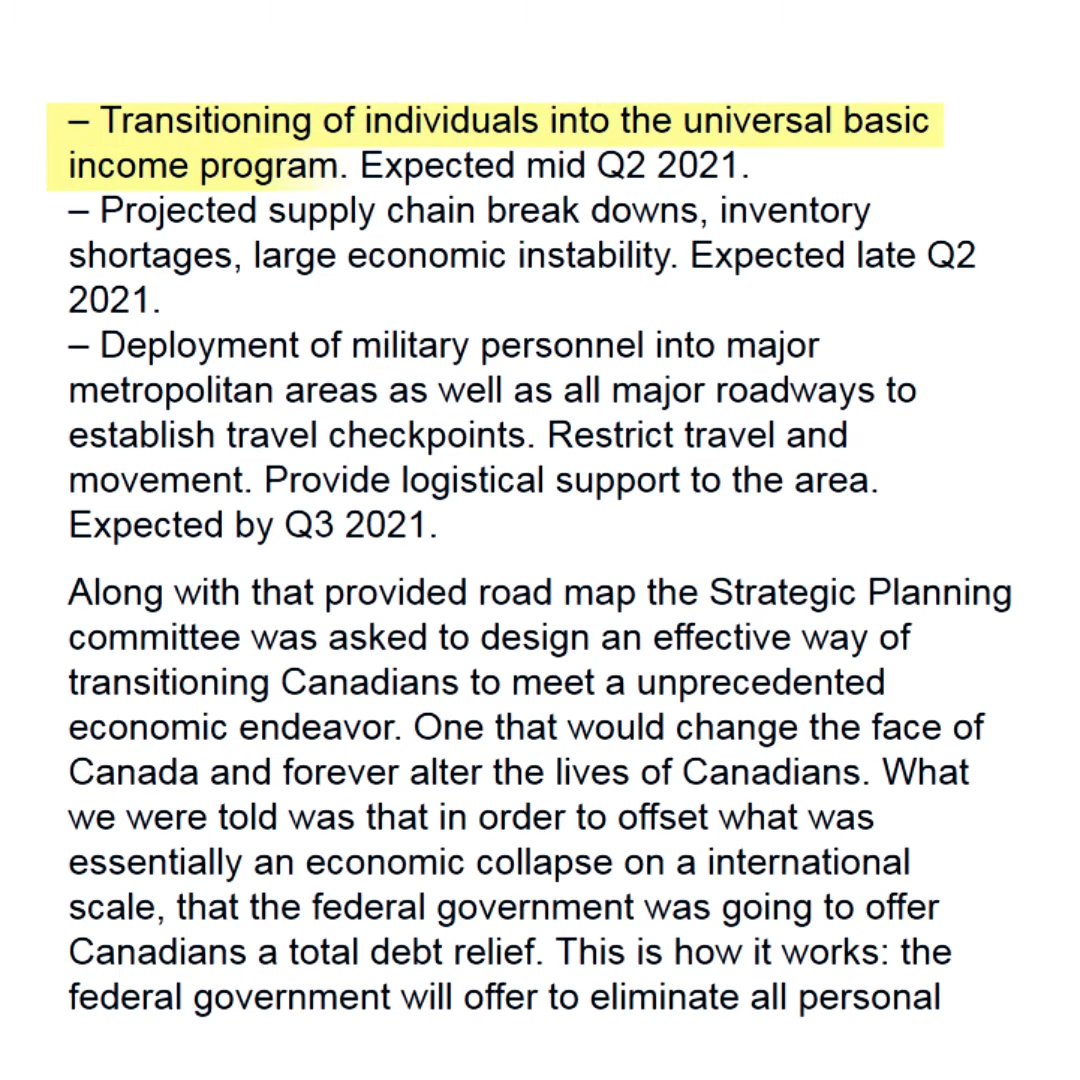 – Transitioning of individuals into the universal basic
income program. Expected mid Q2 2021.
– Projected supply chain break downs, inventory
shortages, large economic instability. Expected late Q2
2021.
– Deployment of military personnel into major
metropolitan areas as well as all major roadways to
establish travel checkpoints. Restrict travel and
movement. Provide logistical support to the area.
Expected by Q3 2021.
Along with that provided road map the Strategic Planning
committee was asked to design an effective way of
transitioning Canadians to meet a unprecedented
economic endeavor. One that would change the face of
Canada and forever alter the lives of Canadians. What
we were told was that in order to offset what was
essentially an economic collapse on a international
scale, that the federal government was going to offer
Canadians a total debt relief. This is how it works: the
federal government will offer to eliminate all personal